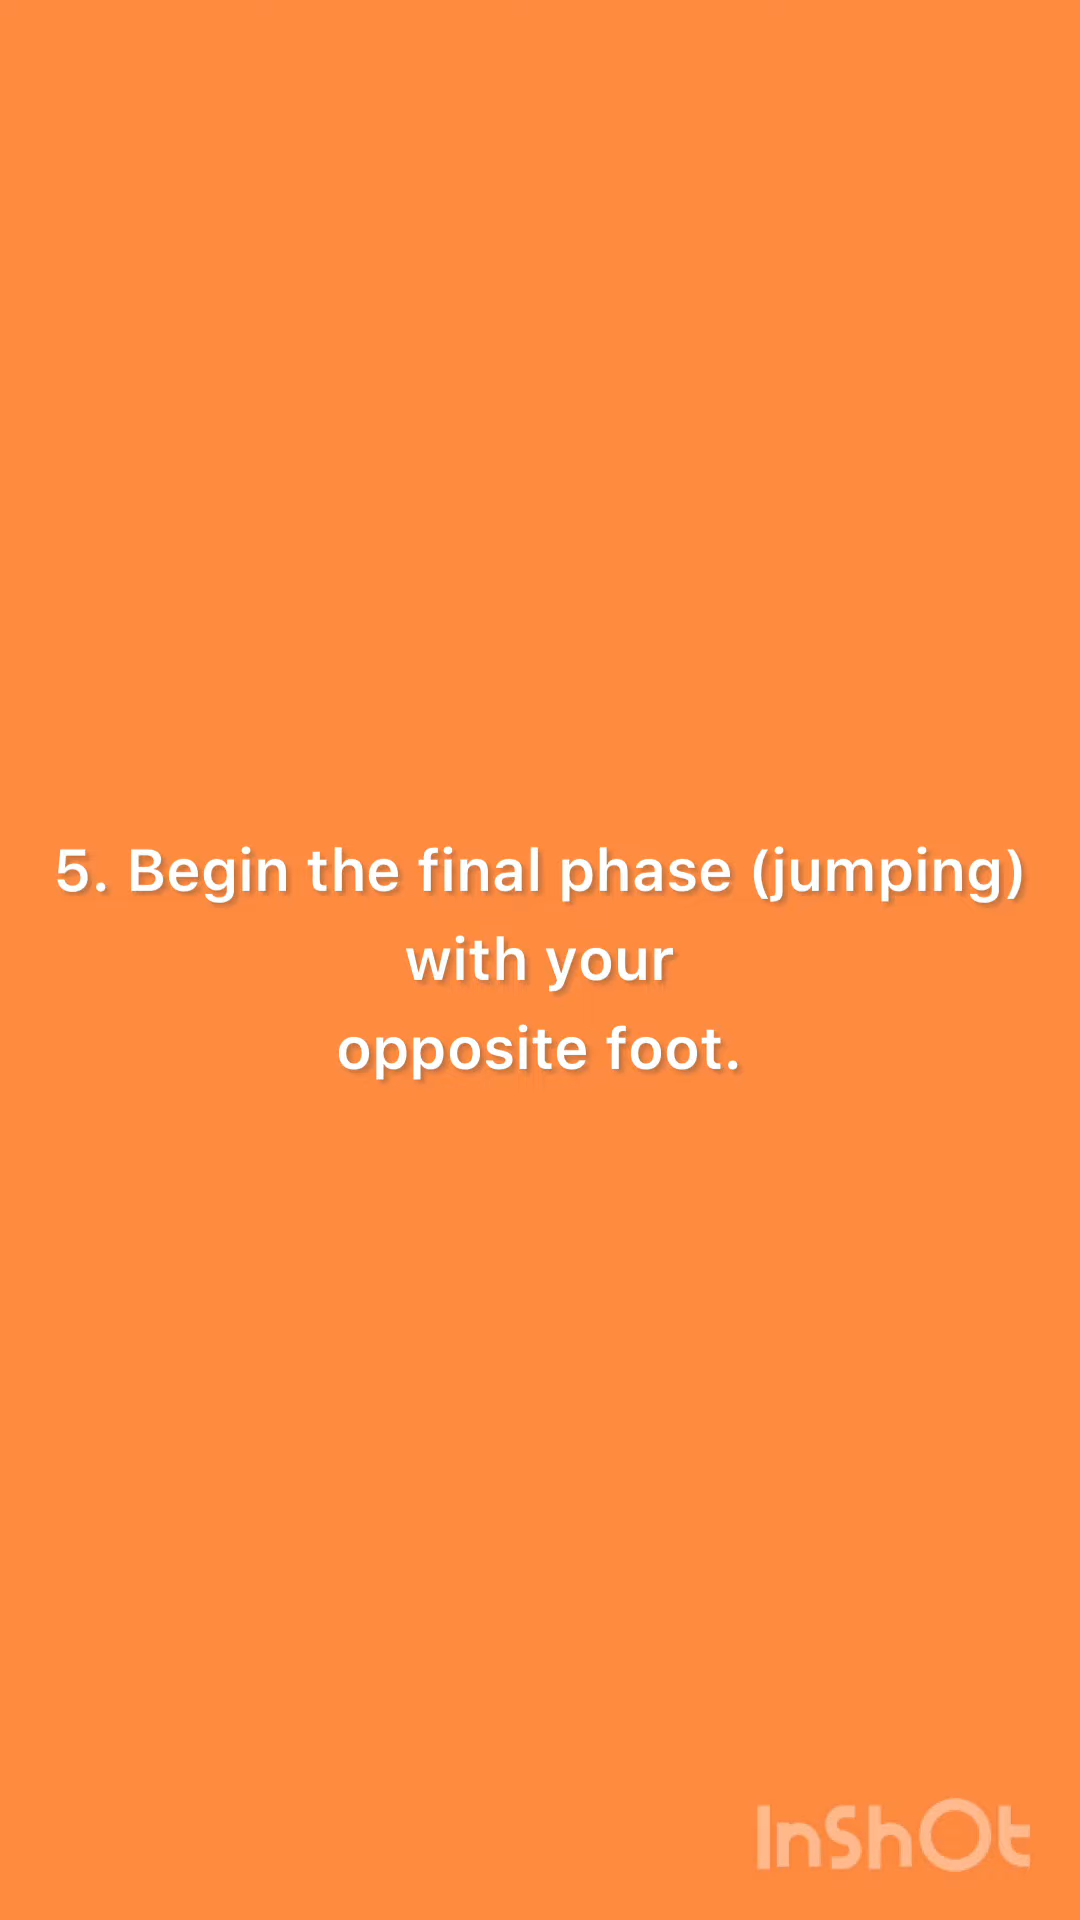 5. Begin the final phase (jumping)
with your
opposite foot.
InShOt